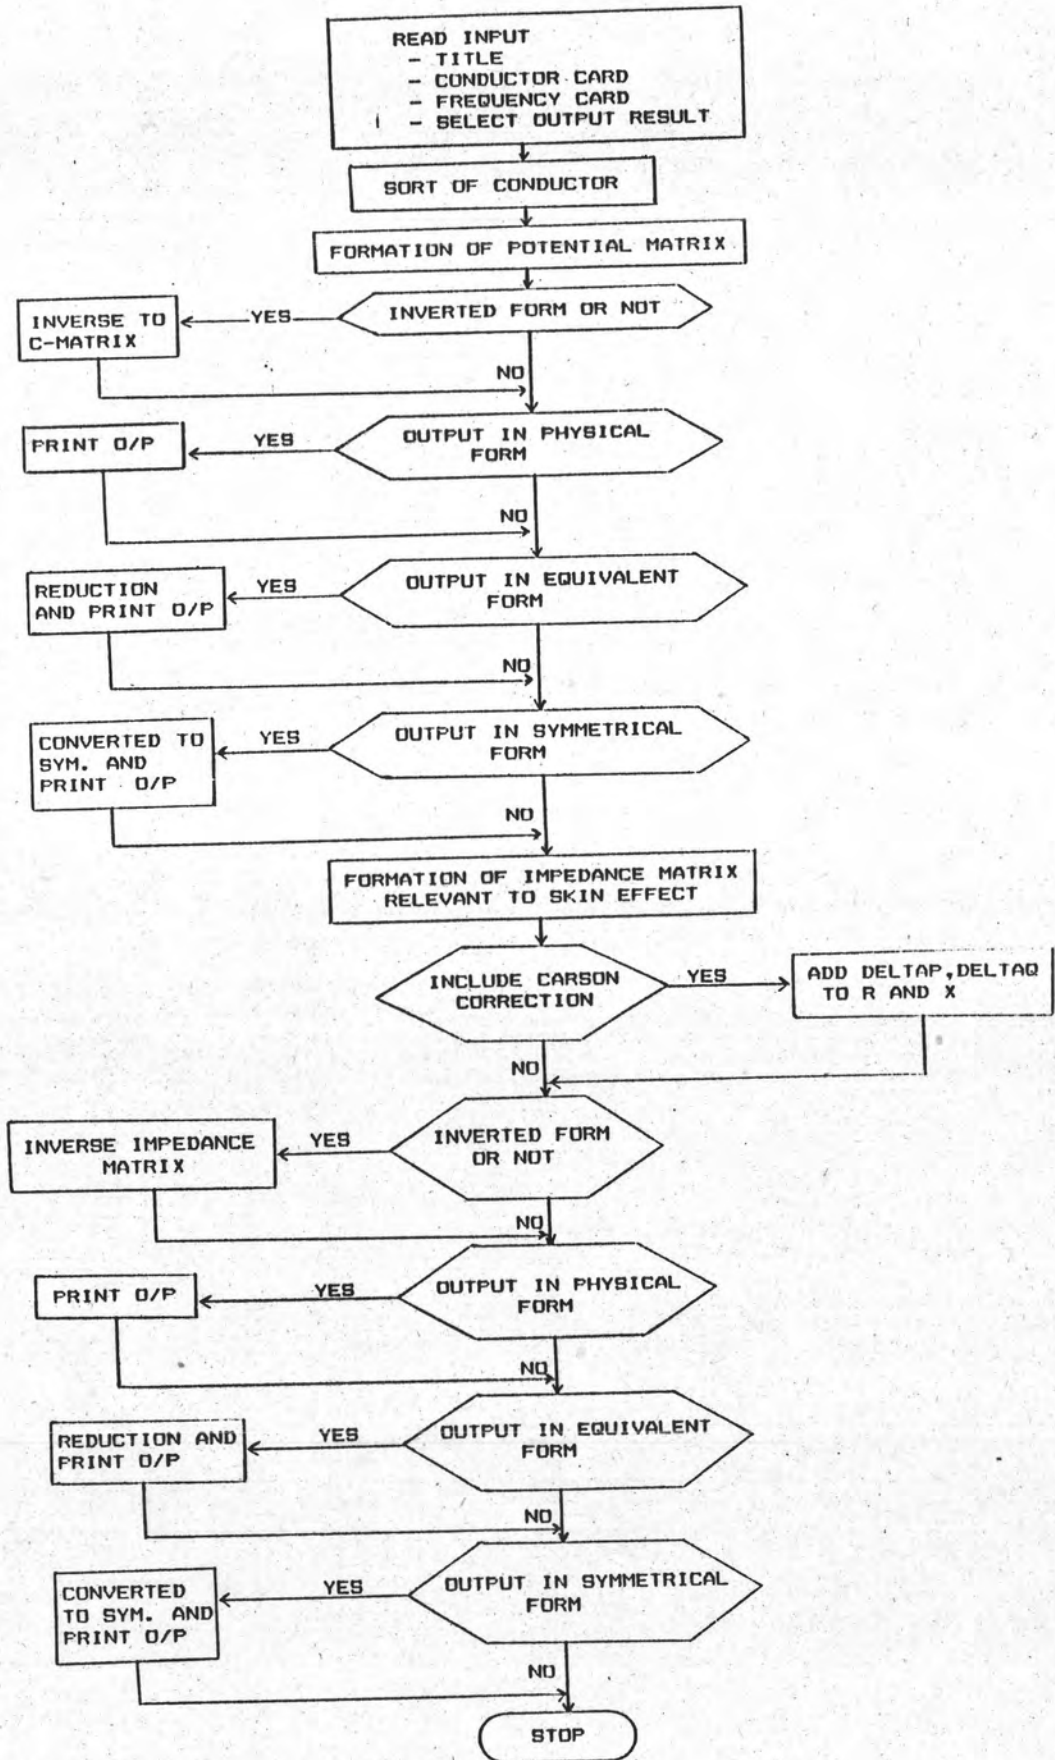 READ INPUT
- TITLE
- CONDUCTOR CARD
- FREQUENCY CARD
- SELECT OUTPUT RESULT
SORT OF CONDUCTOR
FORMATION OF POTENTIAL MATRIX
INVERTED FORM OR NOT
YES
INVERSE TO
C-MATRIX
NO
OUTPUT IN PHYSICAL
FORM
YES
PRINT O/P
NO
OUTPUT IN EQUIVALENT
FORM
YES
REDUCTION
AND PRINT O/P
NO
OUTPUT IN SYMMETRICAL
FORM
YES
CONVERTED TO
SYM. AND
PRINT O/P
NO
FORMATION OF IMPEDANCE MATRIX
RELEVANT TO SKIN EFFECT
INCLUDE CARSON
CORRECTION
YES
ADD DELTAP,DELTAQ
TO R AND X
NO
INVERTED FORM
OR NOT
YES
INVERSE IMPEDANCE
MATRIX
NO
OUTPUT IN PHYSICAL
FORM
YES
PRINT O/P
NO
OUTPUT IN EQUIVALENT
FORM
YES
REDUCTION AND
PRINT O/P
NO
OUTPUT IN SYMMETRICAL
FORM
YES
CONVERTED
TO SYM. AND
PRINT O/P
NO
STOP